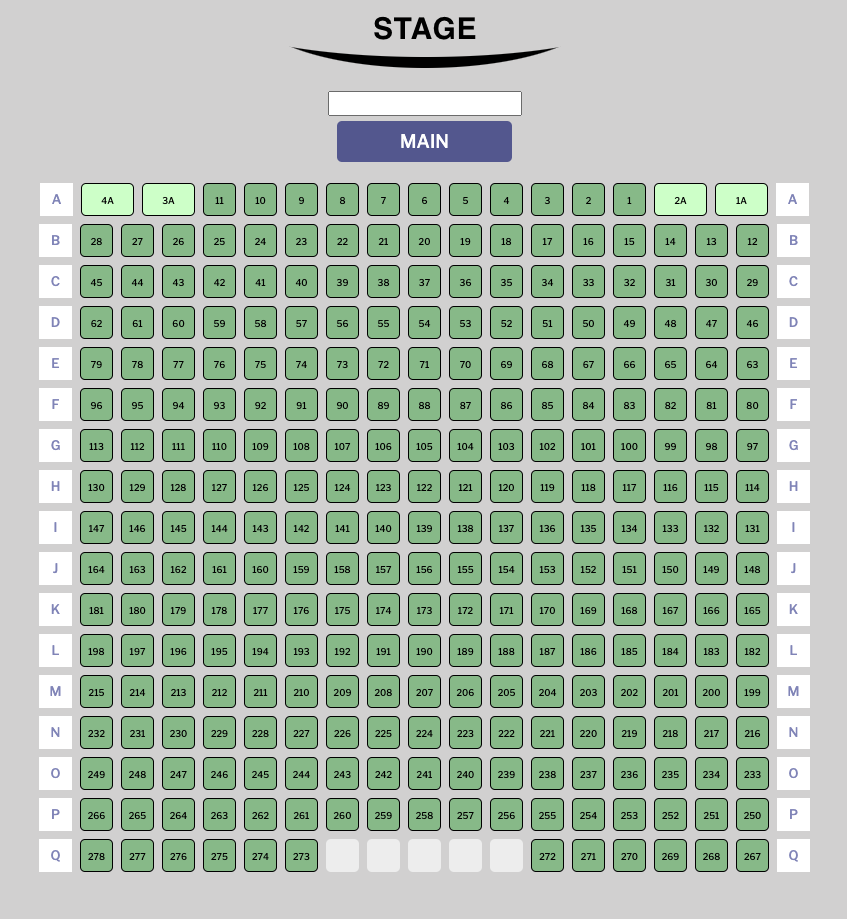 STAGE
MAIN
A 4A 3A 11 10 9 8 7 6 5 4 3 2 1 2A 1A A
B 28 27 26 25 24 23 22 21 20 19 18 17 16 15 14 13 12 B
C 45 44 43 42 41 40 39 38 37 36 35 34 33 32 31 30 29 C
D 62 61 60 59 58 57 56 55 54 53 52 51 50 49 48 47 46 D
E 79 78 77 76 75 74 73 72 71 70 69 68 67 66 65 64 63 E
F 96 95 94 93 92 91 90 89 88 87 86 85 84 83 82 81 80 F
G 113 112 111 110 109 108 107 106 105 104 103 102 101 100 99 98 97 G
H 130 129 128 127 126 125 124 123 122 121 120 119 118 117 116 115 114 H
I 147 146 145 144 143 142 141 140 139 138 137 136 135 134 133 132 131 I
J 164 163 162 161 160 159 158 157 156 155 154 153 152 151 150 149 148 J
K 181 180 179 178 177 176 175 174 173 172 171 170 169 168 167 166 165 K
L 198 197 196 195 194 193 192 191 190 189 188 187 186 185 184 183 182 L
M 215 214 213 212 211 210 209 208 207 206 205 204 203 202 201 200 199 M
N 232 231 230 229 228 227 226 225 224 223 222 221 220 219 218 217 216 N
O 249 248 247 246 245 244 243 242 241 240 239 238 237 236 235 234 233 O
P 266 265 264 263 262 261 260 259 258 257 256 255 254 253 252 251 250 P
Q 278 277 276 275 274 273 272 271 270 269 268 267 Q